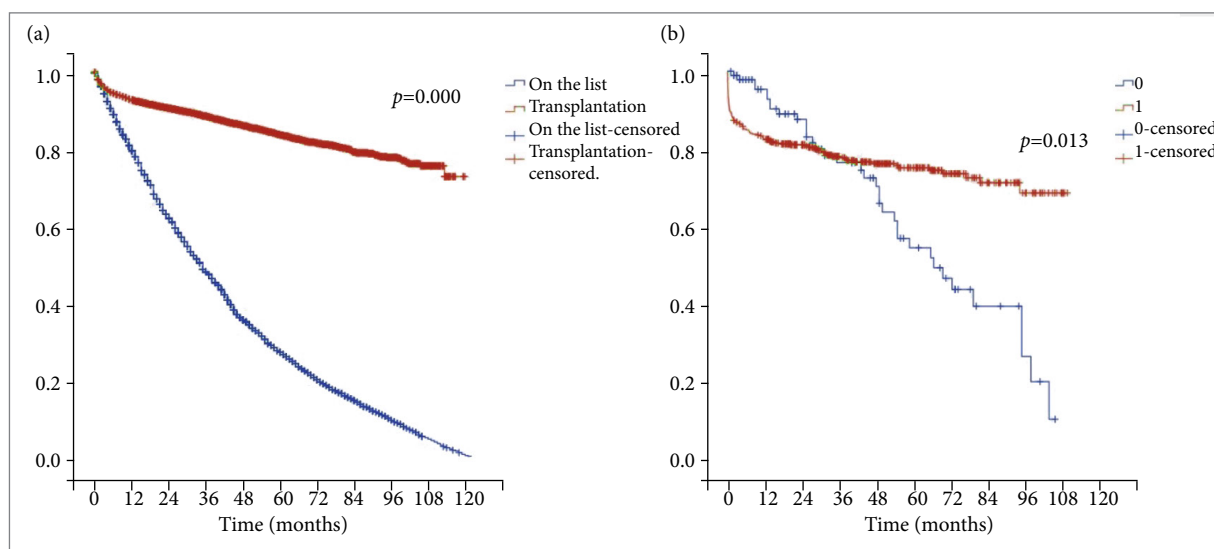 (a)
1.0
0.8
0.6
0.4
0.2
0.0
0 12 24 36 48 60 72 84 96 108 120
Time (months)
p=0.000
On the list
Transplantation
On the list-censored
Transplantation-
censored.
(b)
1.0
0.8
0.6
0.4
0.2
0.0
0 12 24 36 48 60 72 84 96 108 120
Time (months)
p=0.013
0
1
0-censored
1-censored